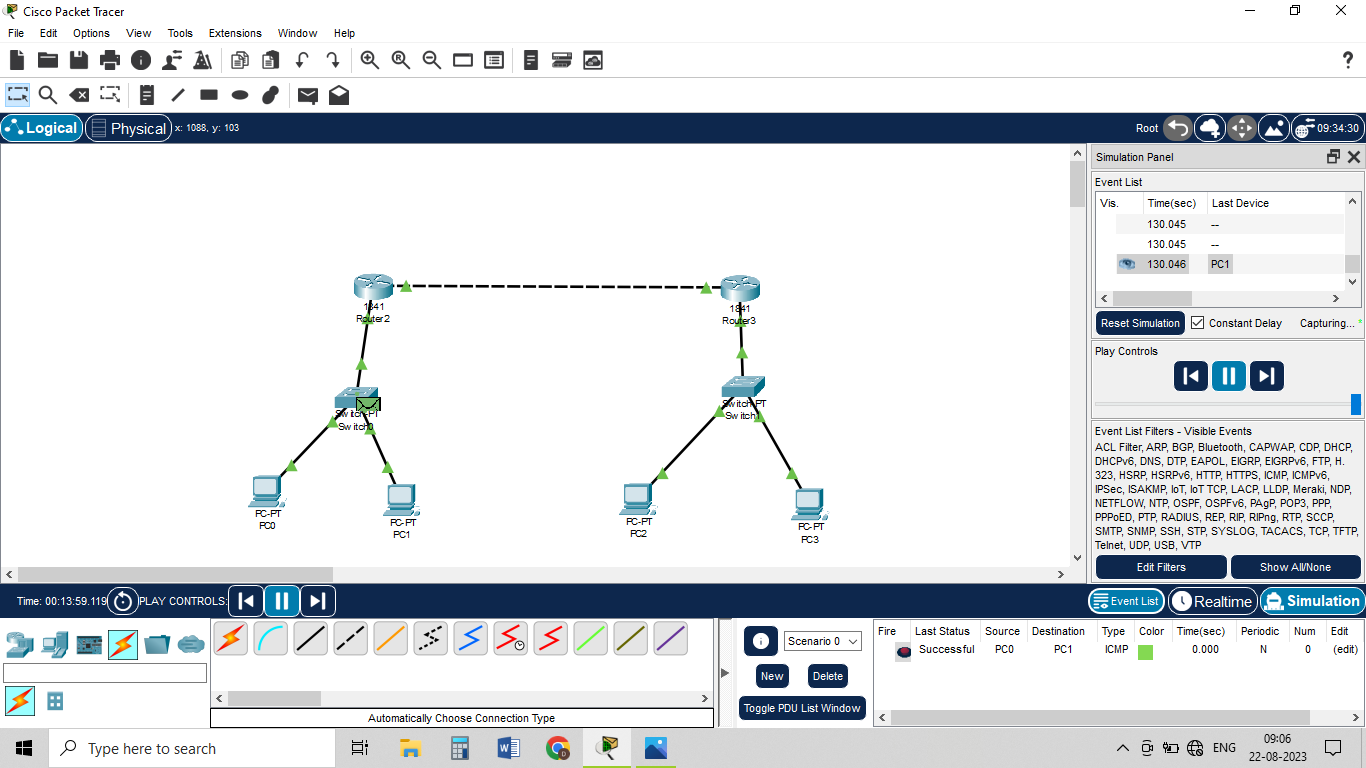 Cisco Packet Tracer
File Edit Options View Tools Extensions Window Help
Logical Physical x: 1088, y: 103 Root 09:34:30
Simulation Panel
Event List
Vis. Time(sec) Last Device
130.045 --
130.045 --
130.046 PC1
Reset Simulation Constant Delay Capturing... *
Play Controls
Event List Filters - Visible Events
ACL Filter, ARP, BGP, Bluetooth, CAPWAP, CDP, DHCP,
DHCPv6, DNS, DTP, EAPOL, EIGRP, EIGRPv6, FTP, H.
323, HSRP, HSRPv6, HTTP, HTTPS, ICMP, ICMPv6,
IPSec, ISAKMP, IoT, IoT TCP, LACP, LLDP, Meraki, NDP,
NETFLOW, NTP, OSPF, OSPFv6, PAgP, POP3, PPP,
PPPoED, PTP, RADIUS, REP, RIP, RIPng, RTP, SCCP,
SMTP, SNMP, SSH, STP, SYSLOG, TACACS, TCP, TFTP,
Telnet, UDP, USB, VTP
Edit Filters Show All/None
1841
Router2
1841
Router3
Switch-PT
Switch0
Switch-PT
Switch1
PC-PT
PC0
PC-PT
PC1
PC-PT
PC2
PC-PT
PC3
Time: 00:13:59.119 PLAY CONTROLS:
Event List Realtime Simulation
Automatically Choose Connection Type
Scenario 0
New Delete
Toggle PDU List Window
Fire Last Status Source Destination Type Color Time(sec) Periodic Num Edit
Successful PC0 PC1 ICMP 0.000 N 0 (edit)
Type here to search
ENG
09:06
22-08-2023